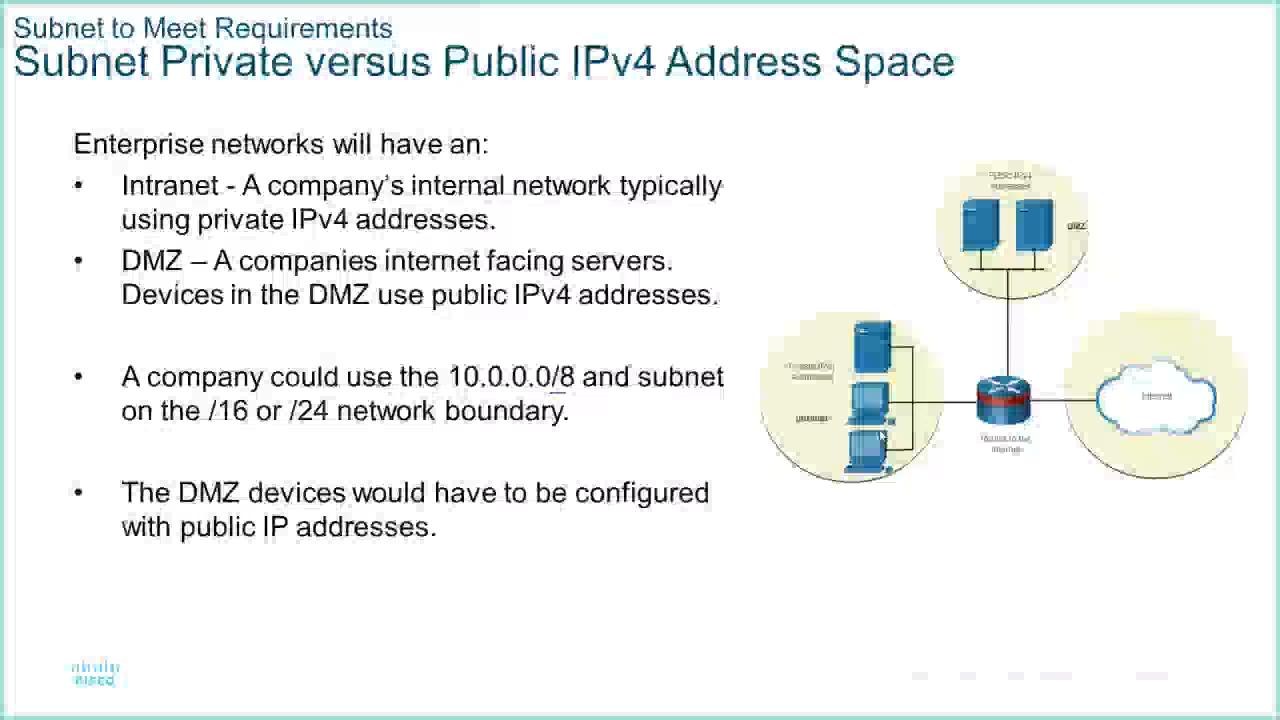 Subnet to Meet Requirements
Subnet Private versus Public IPv4 Address Space
Enterprise networks will have an:
• Intranet - A company's internal network typically
using private IPv4 addresses.
• DMZ – A companies internet facing servers.
Devices in the DMZ use public IPv4 addresses.
• A company could use the 10.0.0.0/8 and subnet
on the /16 or /24 network boundary.
• The DMZ devices would have to be configured
with public IP addresses.
DMZ
Internet
cisco